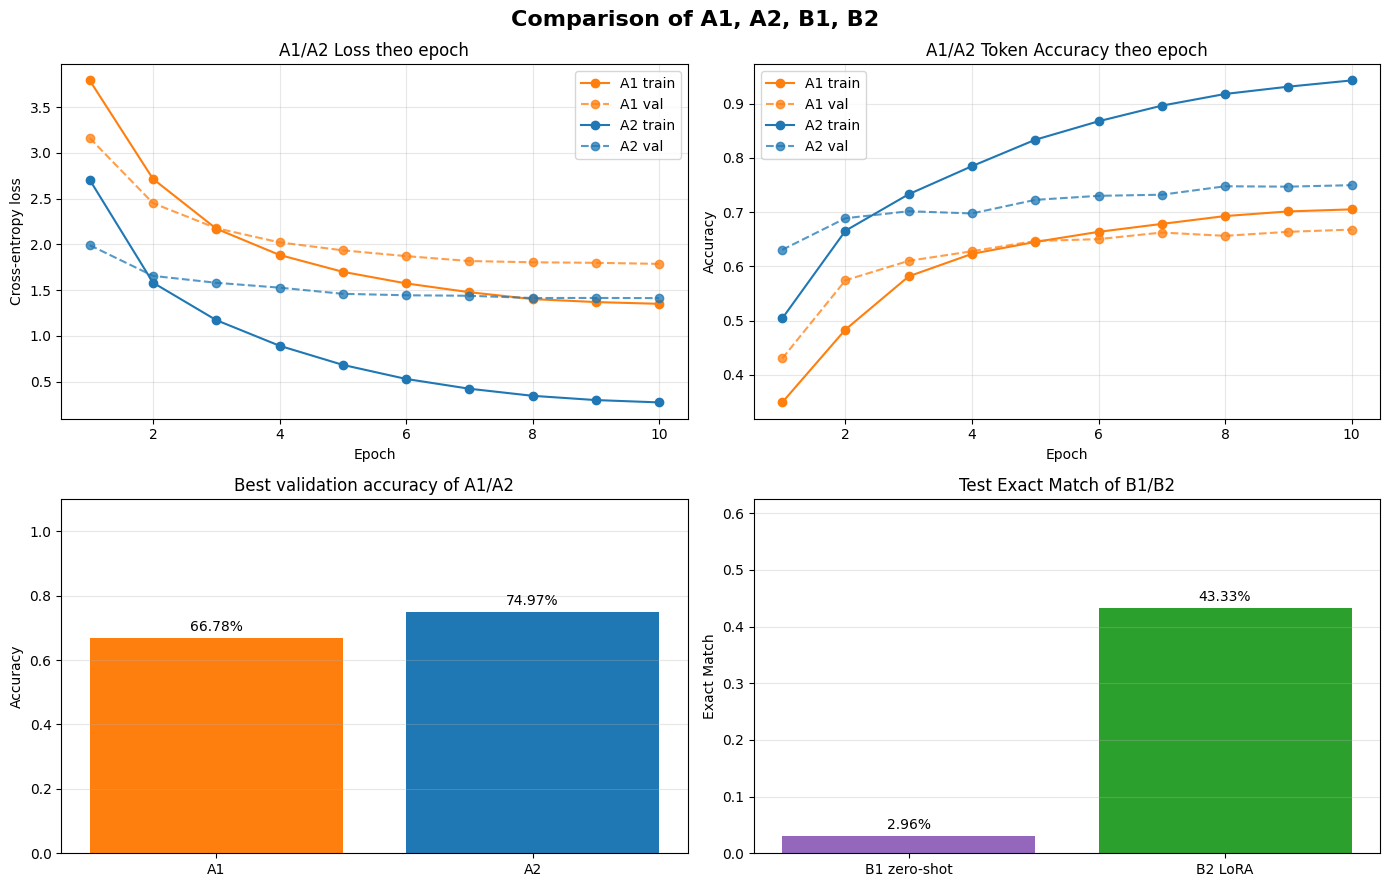 Comparison of A1, A2, B1, B2
A1/A2 Loss theo epoch
Cross-entropy loss
3.5
3.0
2.5
2.0
1.5
1.0
0.5
2 4 6 8 10
Epoch
A1 train
A1 val
A2 train
A2 val
A1/A2 Token Accuracy theo epoch
Accuracy
0.9
0.8
0.7
0.6
0.5
0.4
2 4 6 8 10
Epoch
A1 train
A1 val
A2 train
A2 val
Best validation accuracy of A1/A2
Accuracy
1.0
0.8
0.6
0.4
0.2
0.0
66.78%
74.97%
A1 A2
Test Exact Match of B1/B2
Exact Match
0.6
0.5
0.4
0.3
0.2
0.1
0.0
2.96%
43.33%
B1 zero-shot B2 LoRA